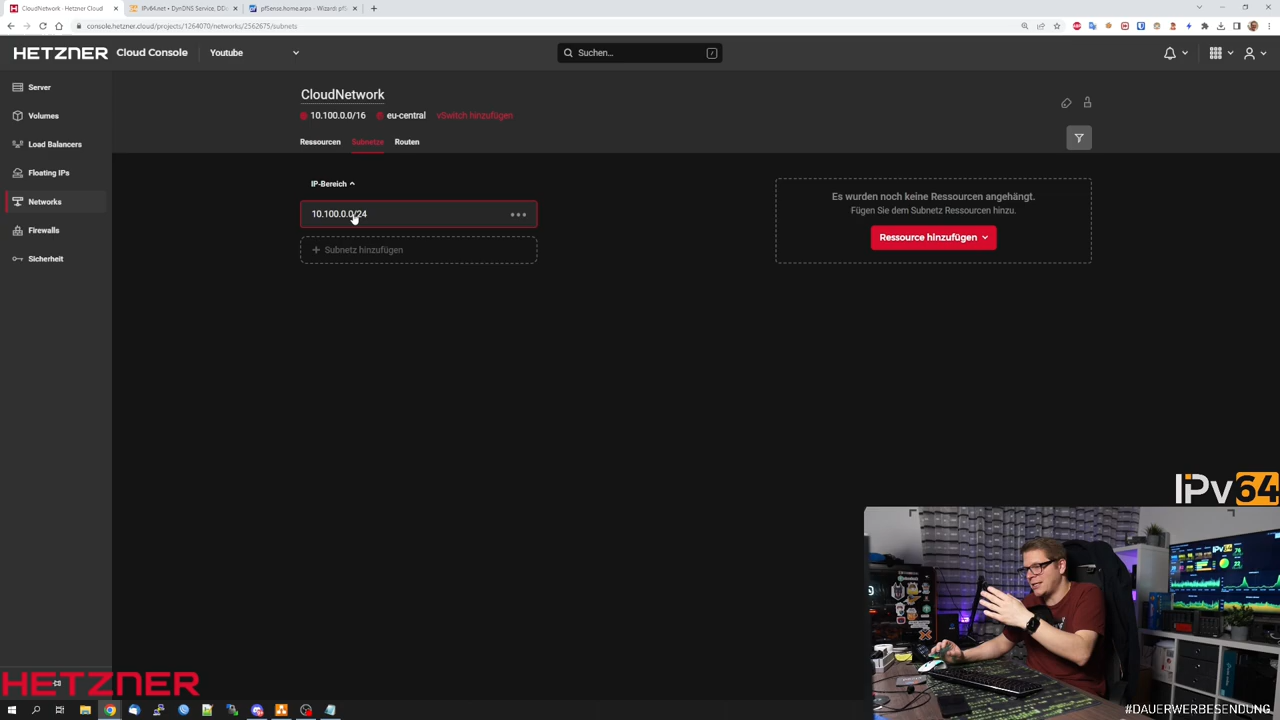 CloudNetwork · Hetzner Cloud
IPv64.net • DynDNS Service, DD
pfSense.home.arpa - Wizard: pfS
console.hetzner.cloud/projects/1264070/networks/2562675/subnets
HETZNER Cloud Console Youtube
Suchen... /
Server
Volumes
Load Balancers
Floating IPs
Networks
Firewalls
Sicherheit
CloudNetwork
10.100.0.0/16 eu-central vSwitch hinzufügen
Ressourcen Subnetze Routen
IP-Bereich
10.100.0.0/24
+ Subnetz hinzufügen
Es wurden noch keine Ressourcen angehängt.
Fügen Sie dem Subnetz Ressourcen hinzu.
Ressource hinzufügen
IPv64
HETZNER
#DAUERWERBESENDUNG